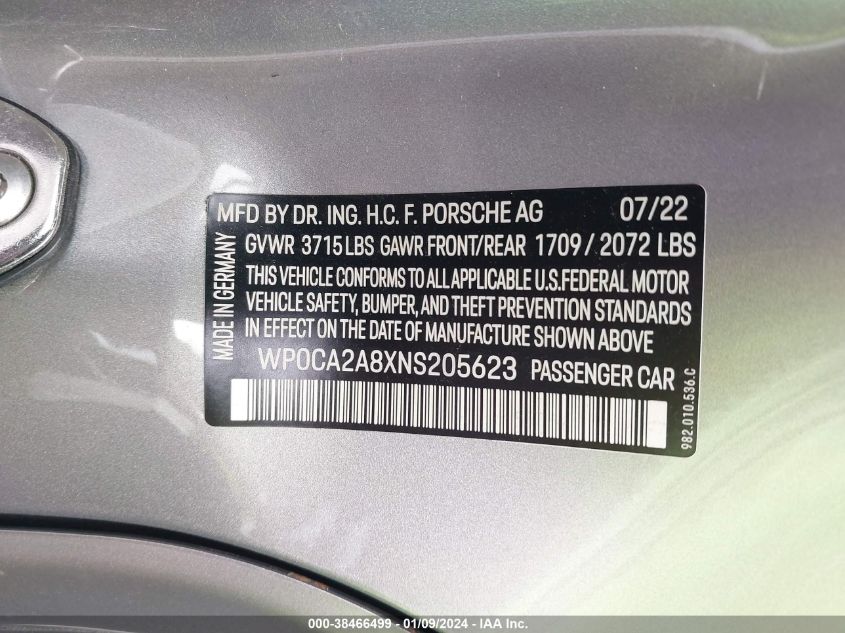 MFD BY DR. ING. H.C. F. PORSCHE AG 07/22
GVWR 3715 LBS GAWR FRONT/REAR 1709 / 2072 LBS
THIS VEHICLE CONFORMS TO ALL APPLICABLE U.S.FEDERAL MOTOR
VEHICLE SAFETY, BUMPER, AND THEFT PREVENTION STANDARDS
IN EFFECT ON THE DATE OF MANUFACTURE SHOWN ABOVE
WP0CA2A8XNS205623 PASSENGER CAR
MADE IN GERMANY
982.010.536.C
000-38466499 - 01/09/2024 - IAA Inc.